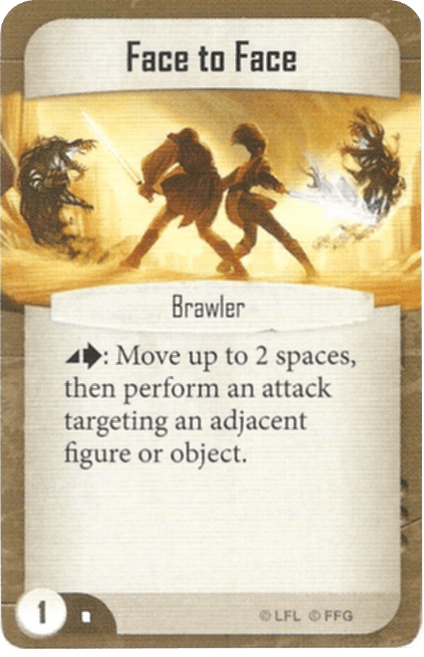 Face to Face
Brawler
: Move up to 2 spaces,
then perform an attack
targeting an adjacent
figure or object.
1
© LFL © FFG